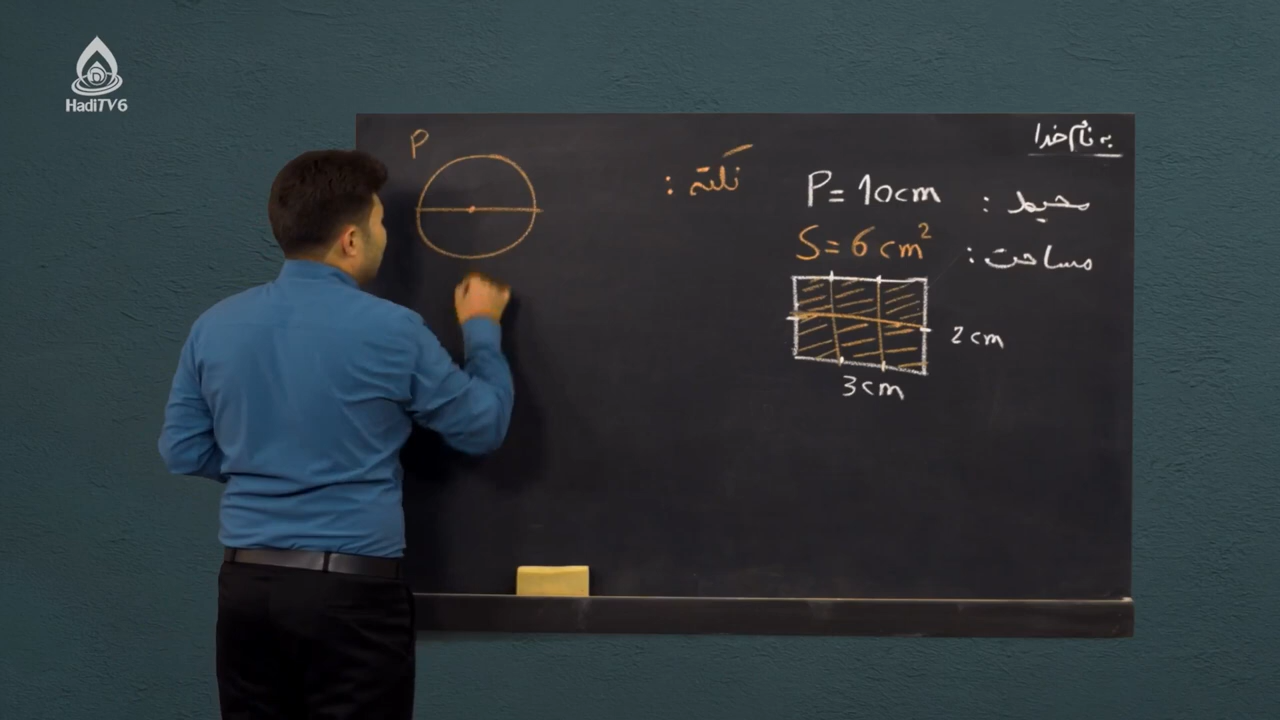 HadiTV6
به نام خدا
محیط : P = 10cm
مساحت : S = 6 cm²
2 cm
3 cm
نکته :
P